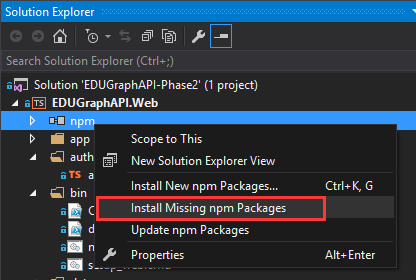 Solution Explorer
Search Solution Explorer (Ctrl+;)
Solution 'EDUGraphAPI-Phase2' (1 project)
TS EDUGraphAPI.Web
npm
app
Scope to This
auth
New Solution Explorer View
TS a
bin
Install New npm Packages... Ctrl+K, G
C
Install Missing npm Packages
d
Update npm Packages
n
Properties Alt+Enter